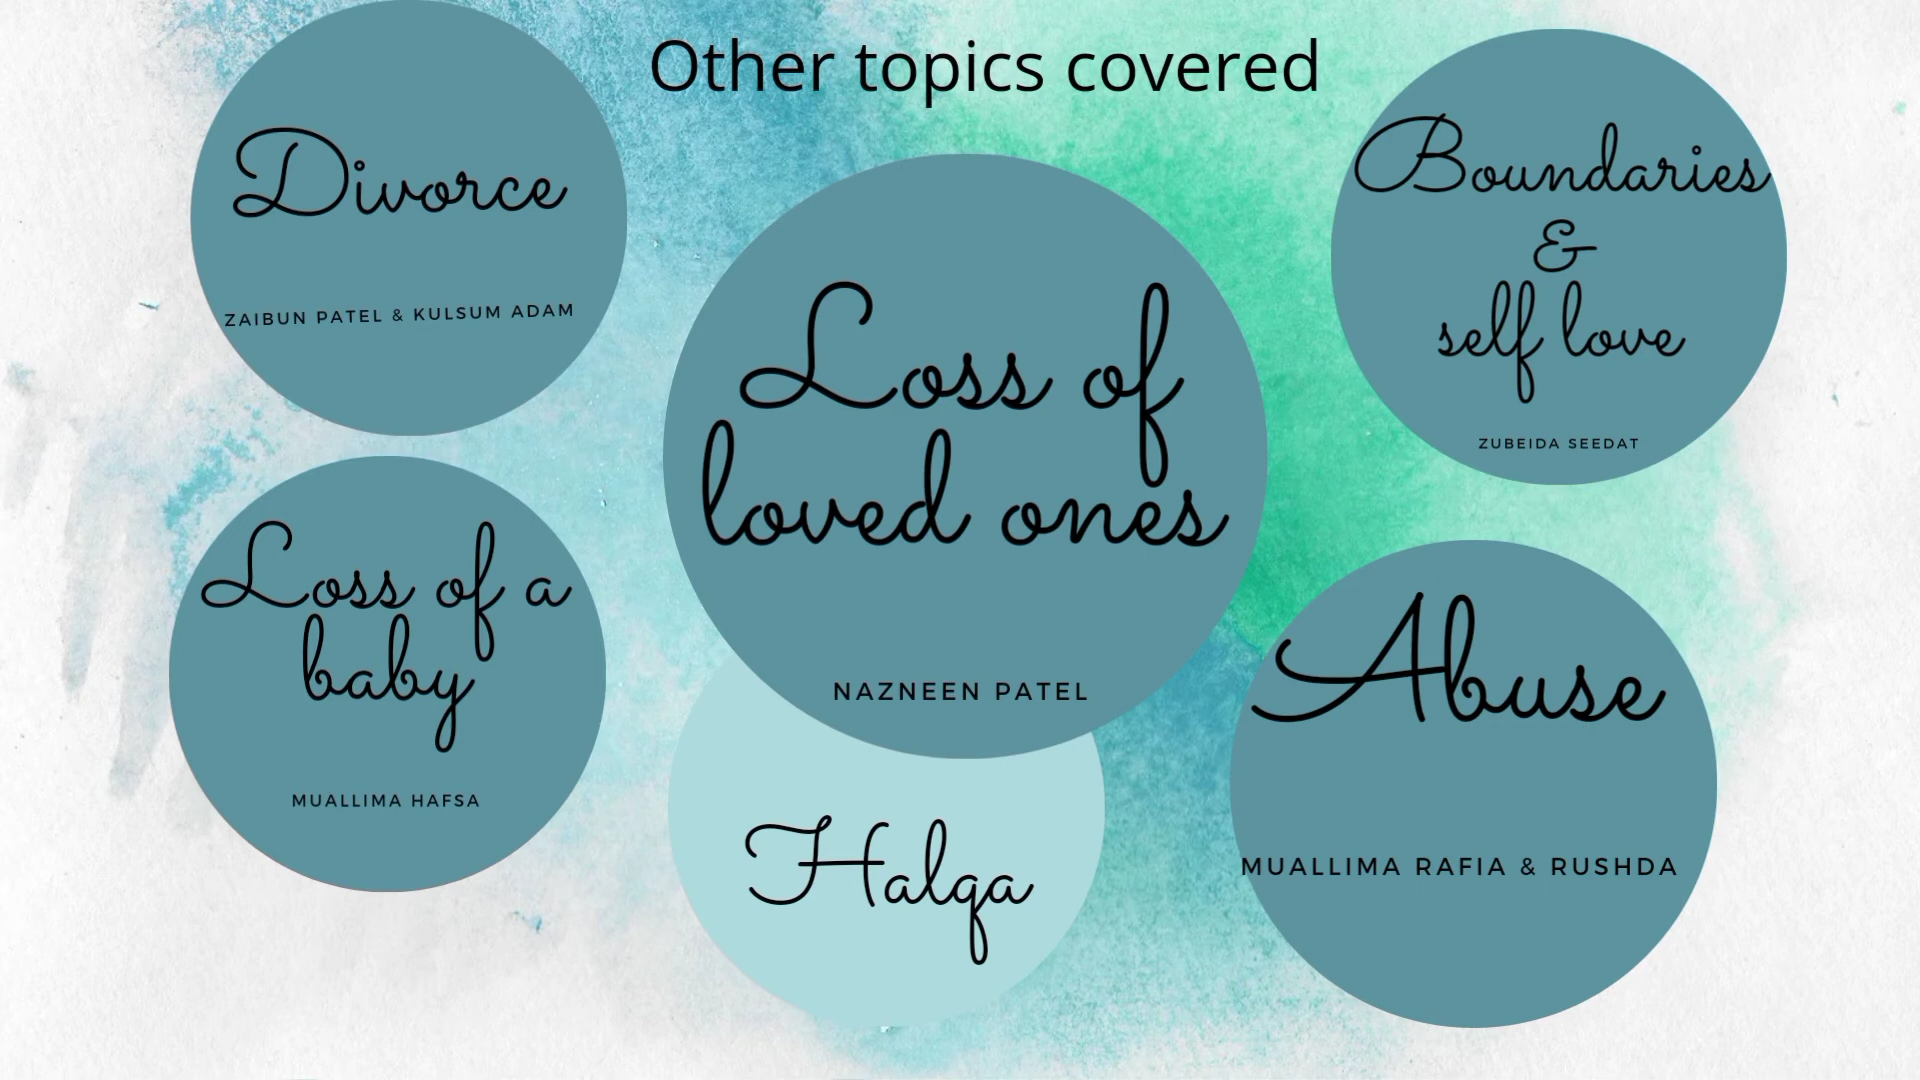 Other topics covered
Divorce
ZAIBUN PATEL & KULSUM ADAM
Loss of a
baby
MUALLIMA HAFSA
Loss of
loved ones
NAZNEEN PATEL
Halqa
Boundaries
&
self love
ZUBEIDA SEEDAT
Abuse
MUALLIMA RAFIA & RUSHDA